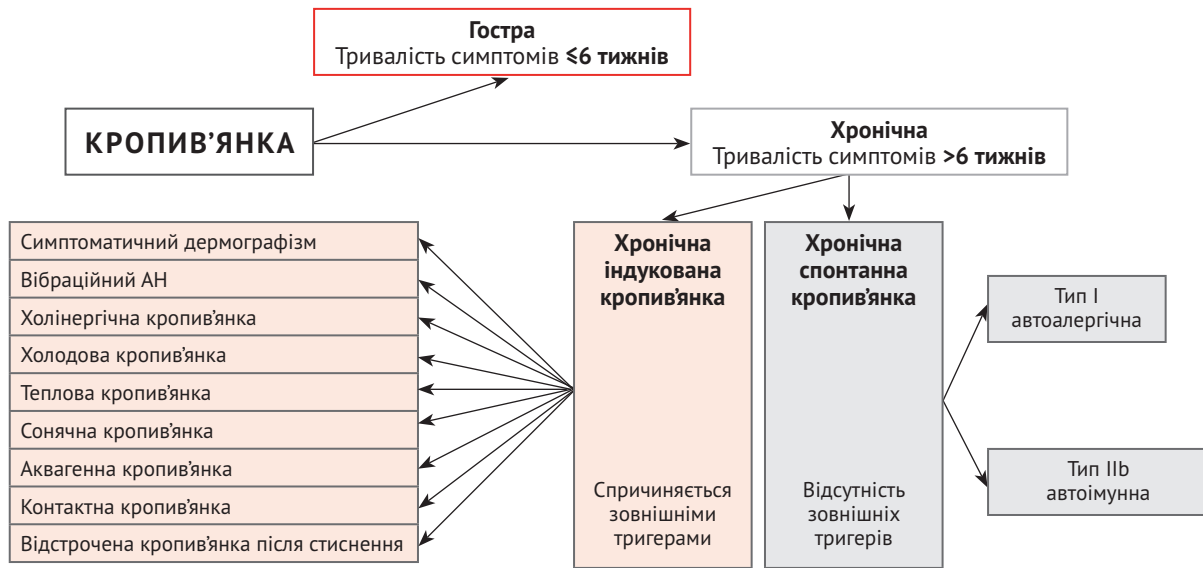 Гостра
Тривалість симптомів ≤6 тижнів
КРОПИВ’ЯНКА
Хронічна
Тривалість симптомів >6 тижнів
Симптоматичний дермографізм
Вібраційний АН
Холінергічна кропив’янка
Холодова кропив’янка
Теплова кропив’янка
Сонячна кропив’янка
Аквагенна кропив’янка
Контактна кропив’янка
Відстрочена кропив’янка після стиснення
Хронічна
індукована
кропив’янка
Спричиняється
зовнішніми
тригерами
Хронічна
спонтанна
кропив’янка
Відсутність
зовнішніх
тригерів
Тип I
автоалергічна
Тип IIb
автоімунна